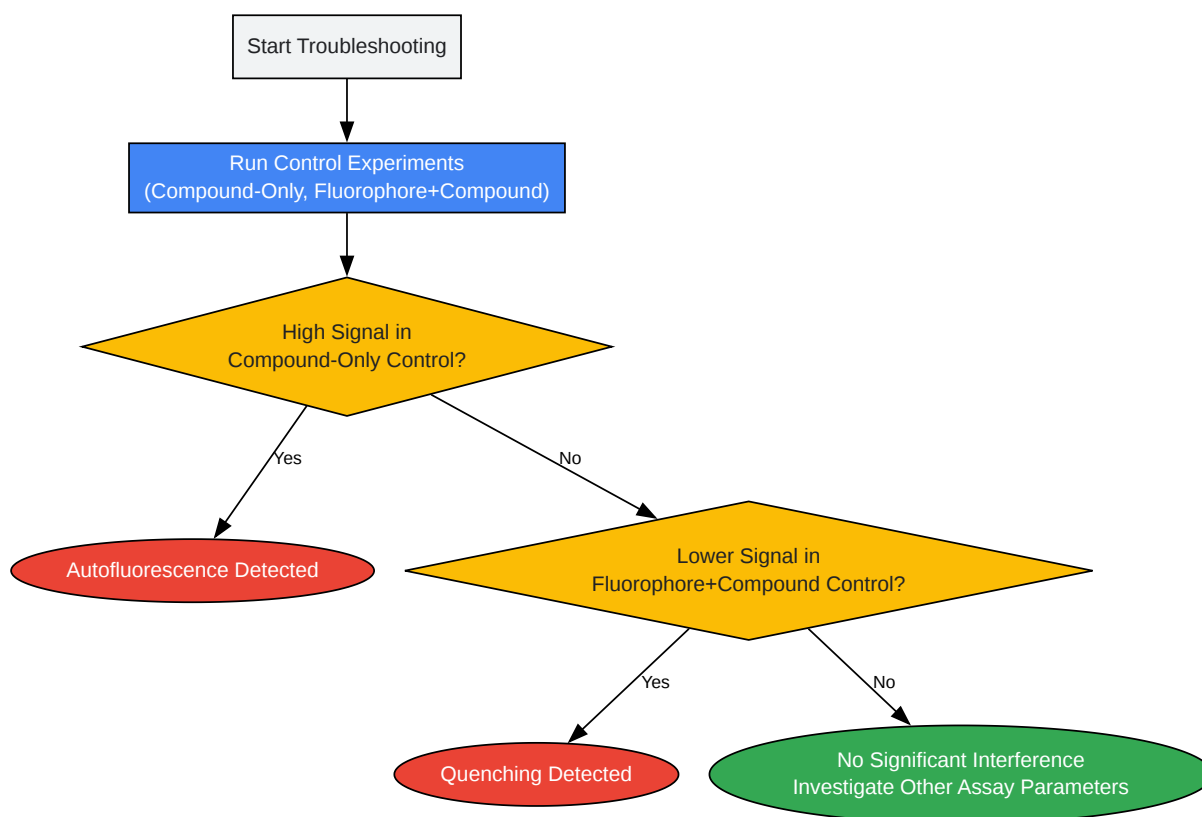 Start Troubleshooting
Run Control Experiments
(Compound-Only, Fluorophore+Compound)
High Signal in
Compound-Only Control?
Yes
No
Autofluorescence Detected
Lower Signal in
Fluorophore+Compound Control?
Yes
No
Quenching Detected
No Significant Interference
Investigate Other Assay Parameters